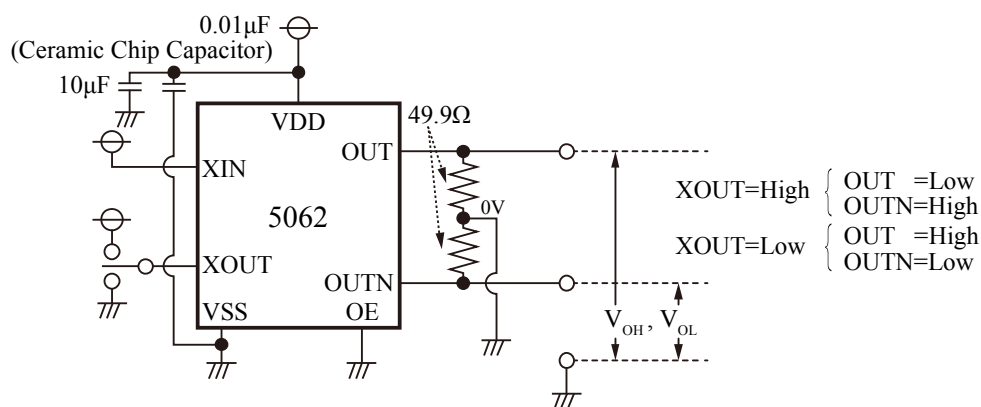 0.01μF
(Ceramic Chip Capacitor)
10μF
VDD
49.9Ω
OUT
XIN
0V
5062
XOUT
OUTN
VSS
OE
XOUT=High { OUT =Low
OUTN=High
XOUT=Low { OUT =High
OUTN=Low
VOH , VOL